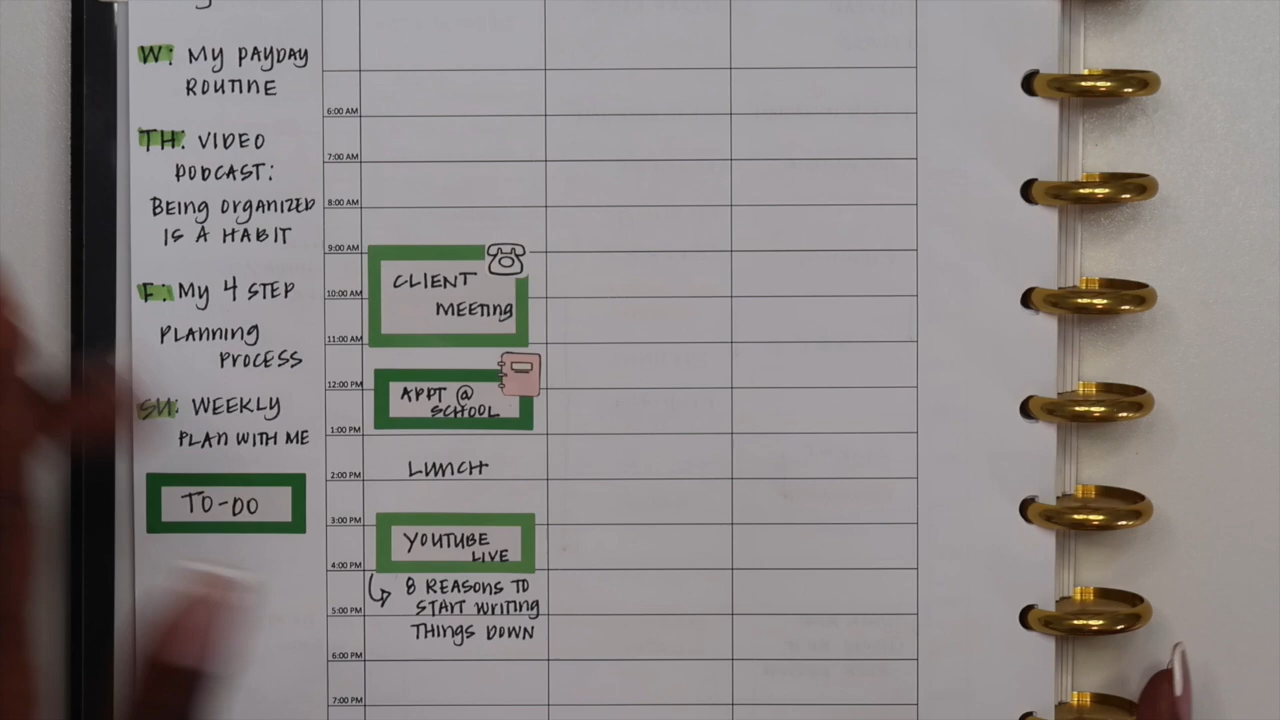 W: MY PAYDAY
ROUTINE
TH: VIDEO
PODCAST:
BEING ORGANIZED
IS A HABIT
F: MY 4 STEP
PLANNING
PROCESS
SU: WEEKLY
PLAN WITH ME
TO-DO
6:00 AM
7:00 AM
8:00 AM
9:00 AM
CLIENT
10:00 AM
MEETING
11:00 AM
12:00 PM
APPT @
SCHOOL
1:00 PM
LUNCH
2:00 PM
3:00 PM
YOUTUBE
LIVE
4:00 PM
8 REASONS TO
START WRITING
5:00 PM
THINGS DOWN
6:00 PM
7:00 PM